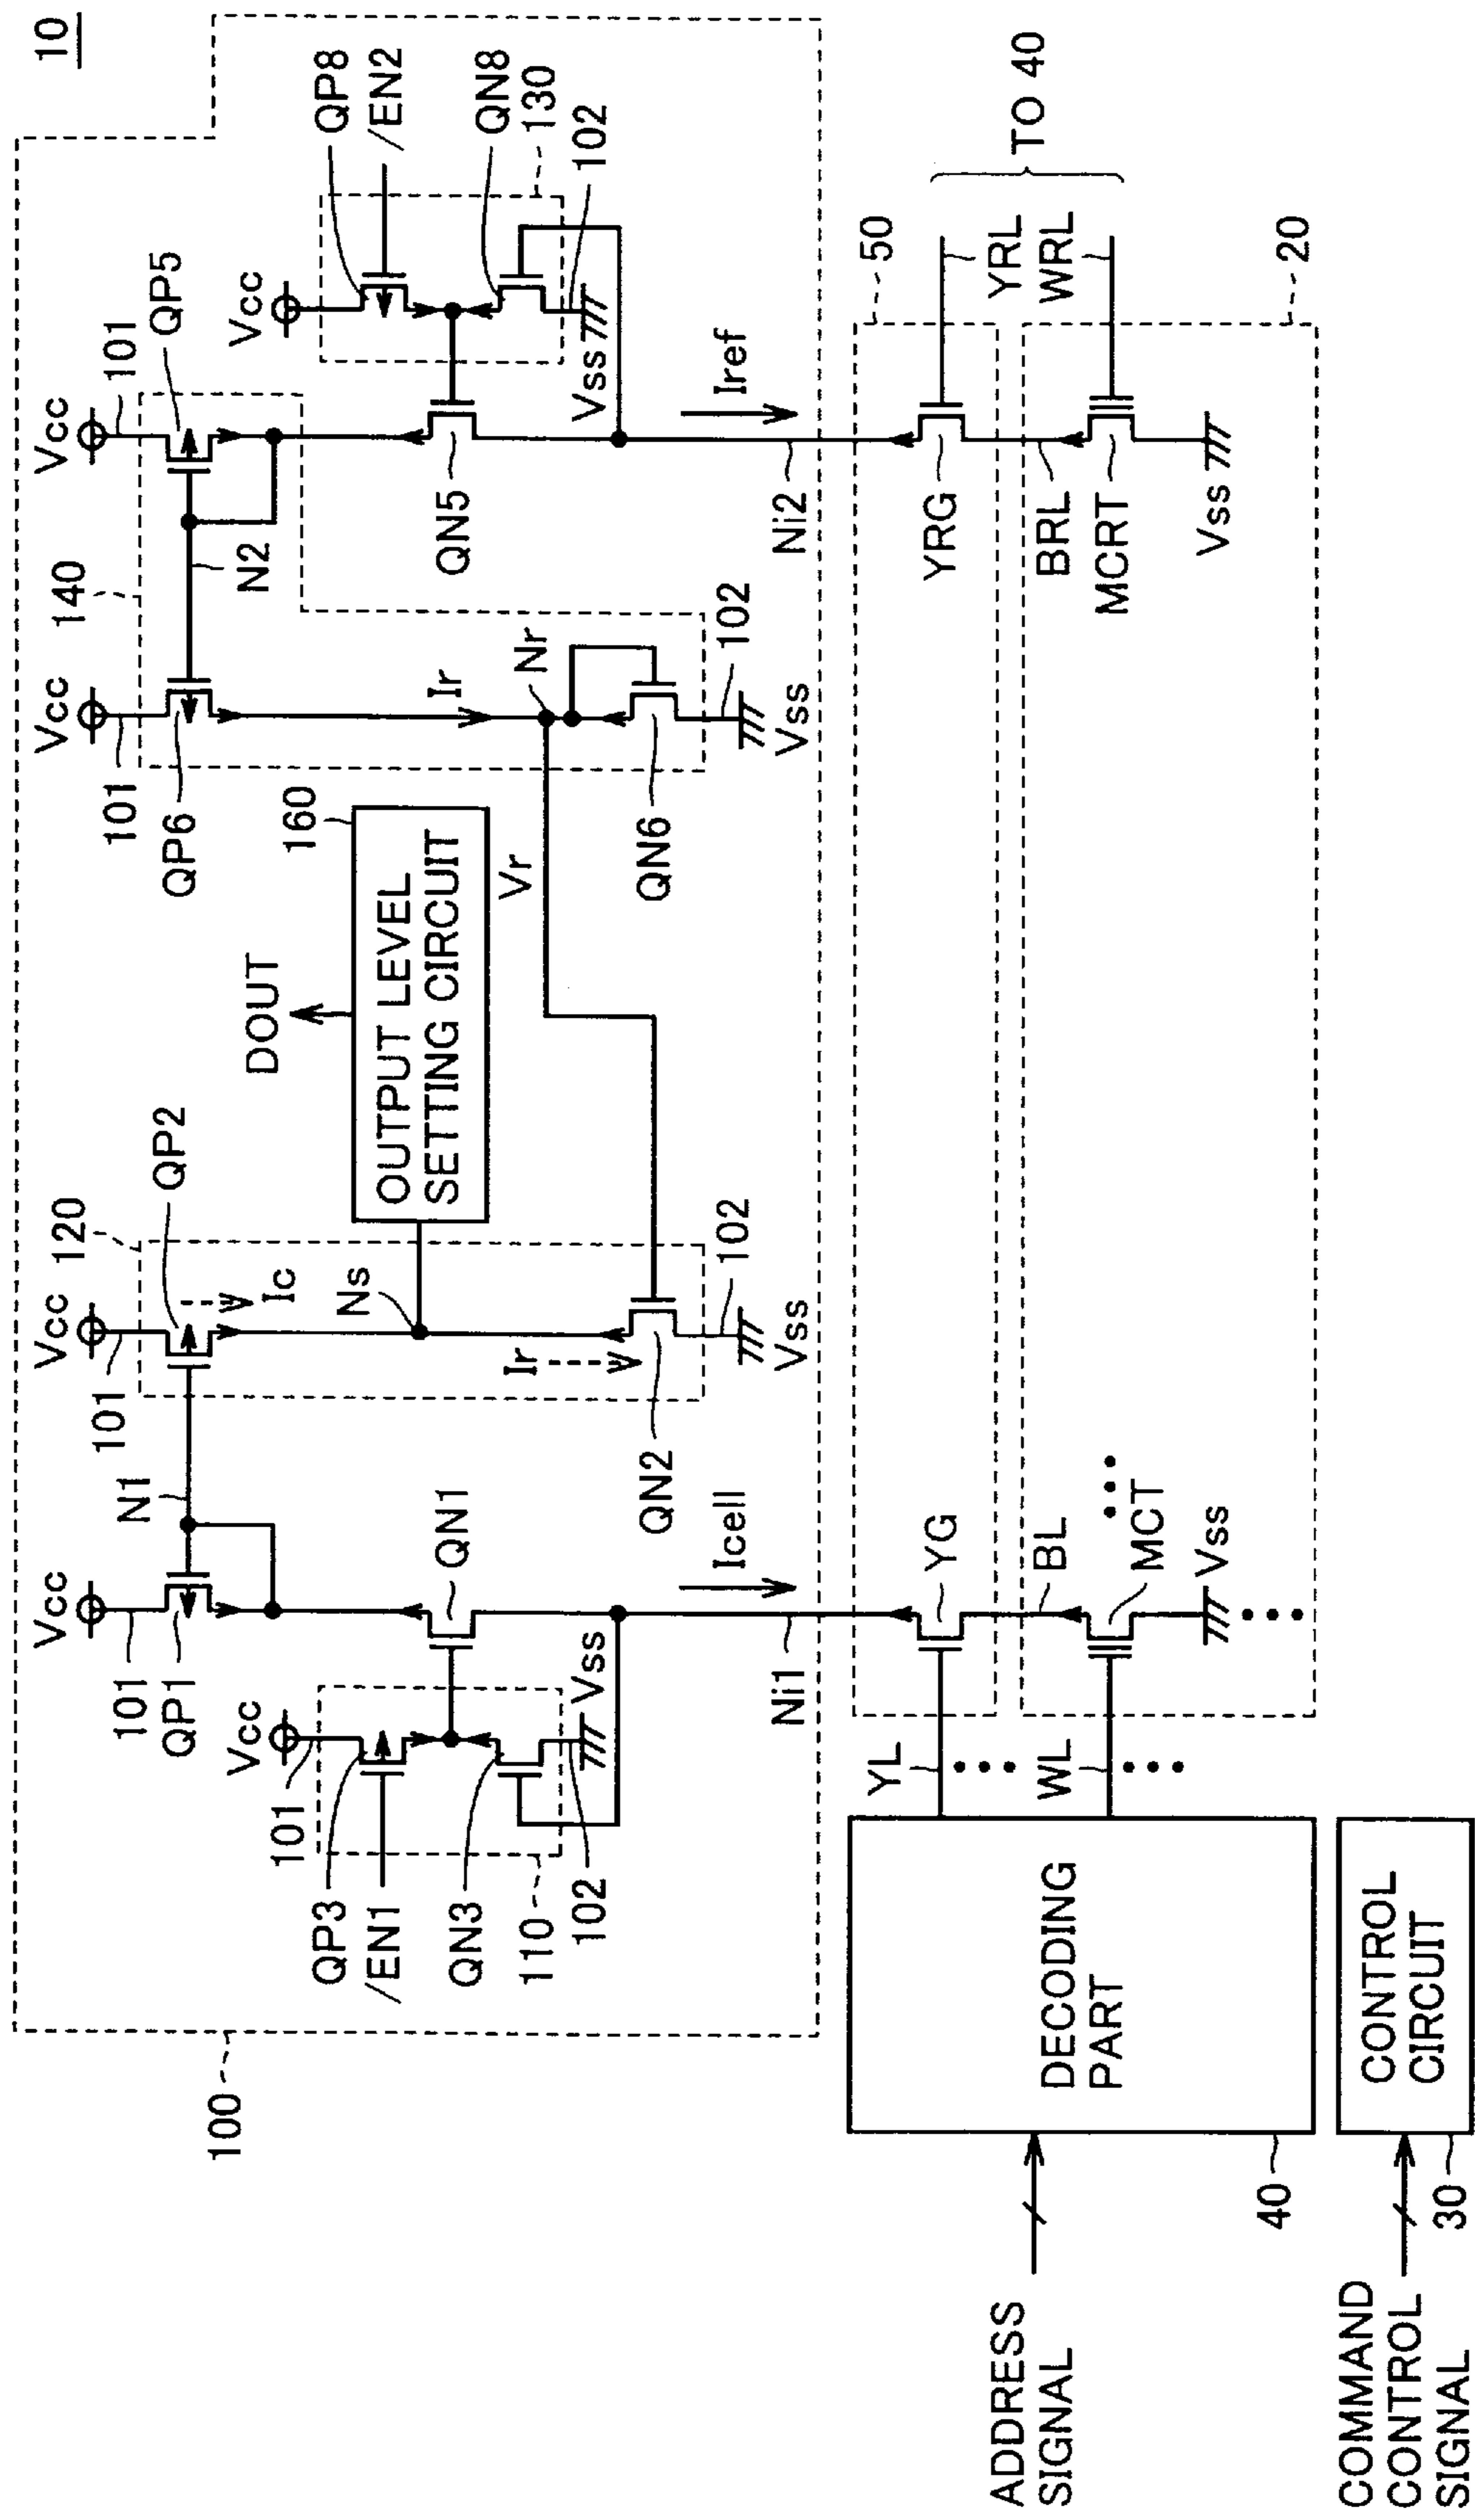 10
100
Vcc
101
QP1
N1
Vcc
101
QP2
120
Ic
Vcc
101
QP6
140
N2
Vcc
101
QP5
Vcc
101
QP3
/EN1
QN3
110
102
Vss
QN1
Icell
Ni1
Ns
Ir
QN2
102
Vss
DOUT
160
OUTPUT LEVEL
SETTING CIRCUIT
Vr
Ir
Nr
QN6
102
Vss
QN5
Vcc
QP8
/EN2
QN8
130
102
Vss
Iref
Ni2
50
YG
YL
YRG
YRL
TO 40
20
BL
WL
MCT
Vss
BRL
WRL
MCRT
Vss
DECODING
PART
40
ADDRESS
SIGNAL
CONTROL
CIRCUIT
30
COMMAND
CONTROL
SIGNAL